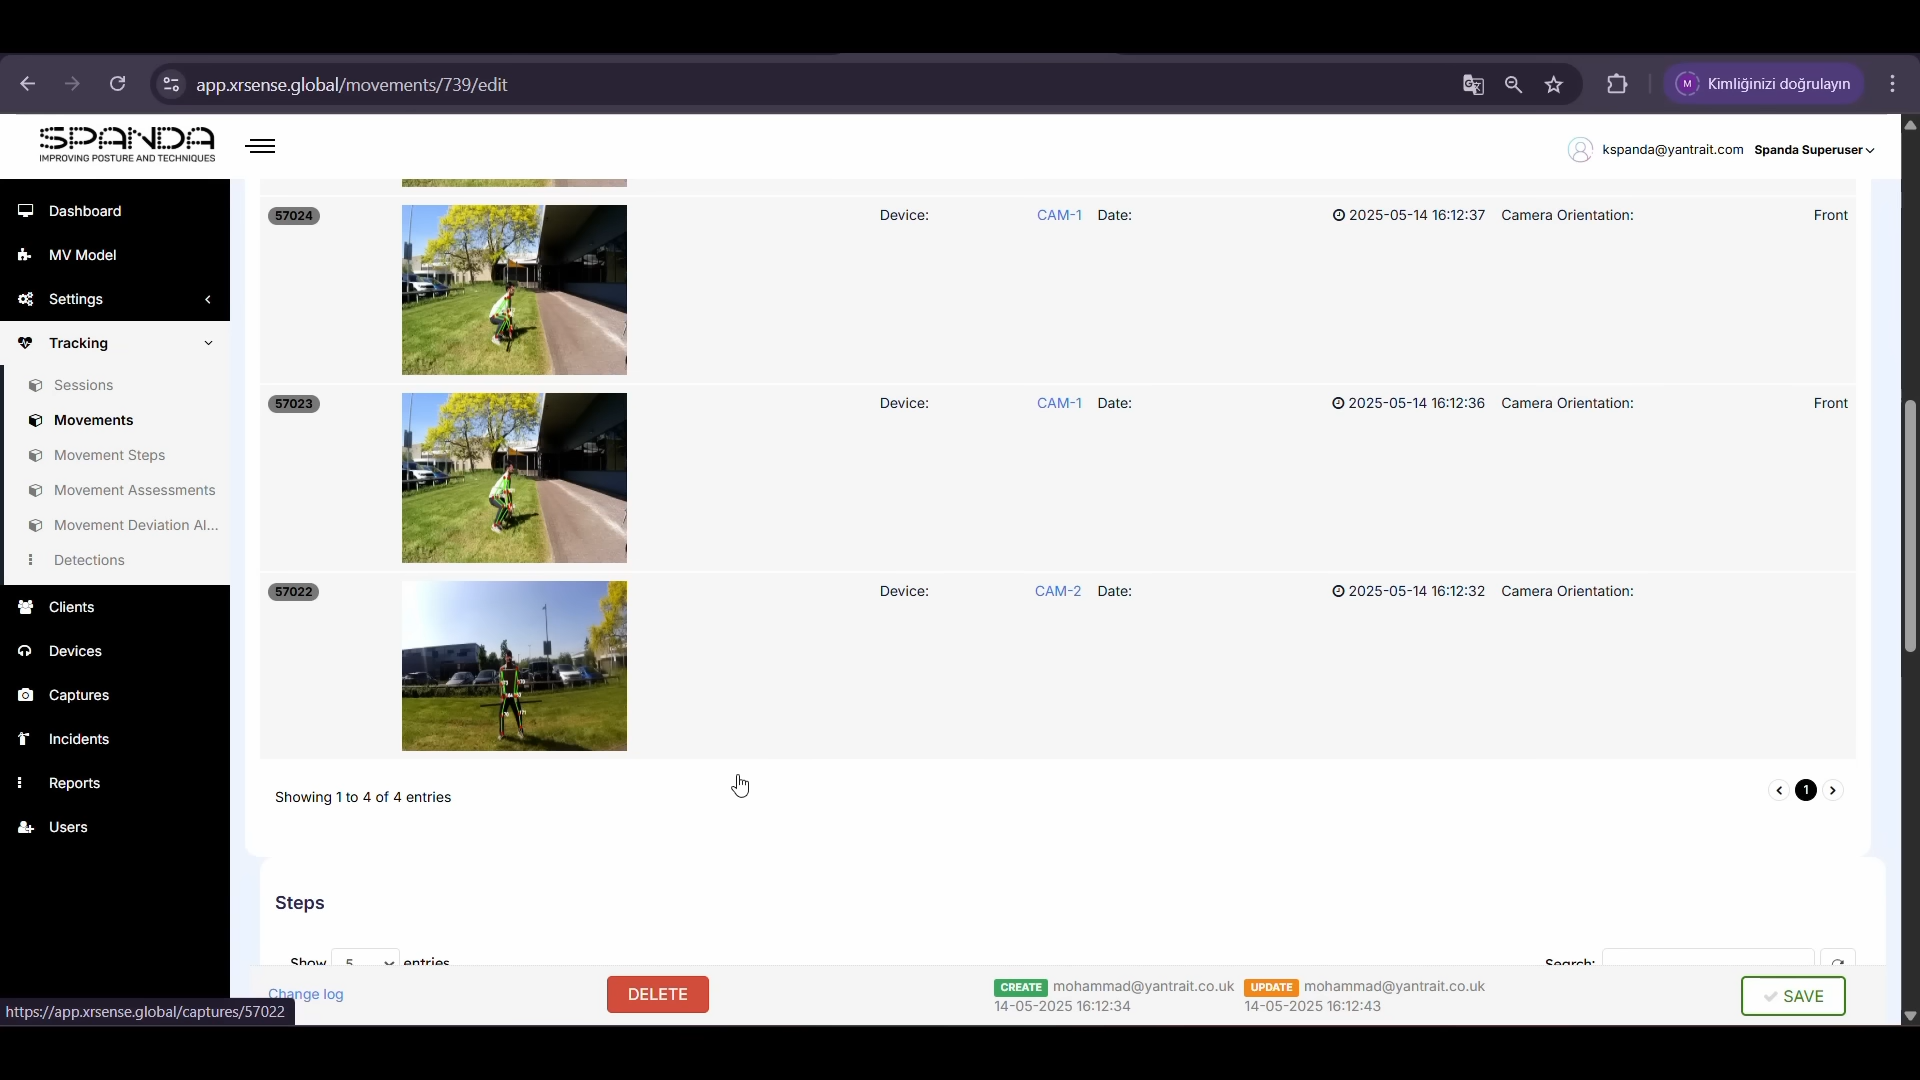 app.xrsense.global/movements/739/edit
M Kimliğinizi doğrulayın
SPANDA
IMPROVING POSTURE AND TECHNIQUES
kspanda@yantrait.com Spanda Superuser
Dashboard
MV Model
Settings
Tracking
Sessions
Movements
Movement Steps
Movement Assessments
Movement Deviation Al...
Detections
Clients
Devices
Captures
Incidents
Reports
Users
57024 Device: CAM-1 Date: 2025-05-14 16:12:37 Camera Orientation: Front
57023 Device: CAM-1 Date: 2025-05-14 16:12:36 Camera Orientation: Front
57022 Device: CAM-2 Date: 2025-05-14 16:12:32 Camera Orientation:
Showing 1 to 4 of 4 entries
1
Steps
Show 5 entries Search:
Change log
DELETE
CREATE mohammad@yantrait.co.uk
14-05-2025 16:12:34
UPDATE mohammad@yantrait.co.uk
14-05-2025 16:12:43
SAVE
https://app.xrsense.global/captures/57022